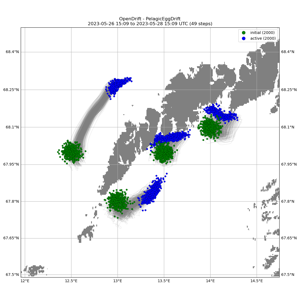 OpenDrift - PelagicEggDrift
2023-05-26 15:09 to 2023-05-28 15:09 UTC (49 steps)
initial (2000)
active (2000)
68.4°N 68.4°N
68.25°N 68.25°N
68.1°N 68.1°N
67.95°N 67.95°N
67.8°N 67.8°N
67.65°N 67.65°N
67.5°N 67.5°N
12°E 12.5°E 13°E 13.5°E 14°E 14.5°E